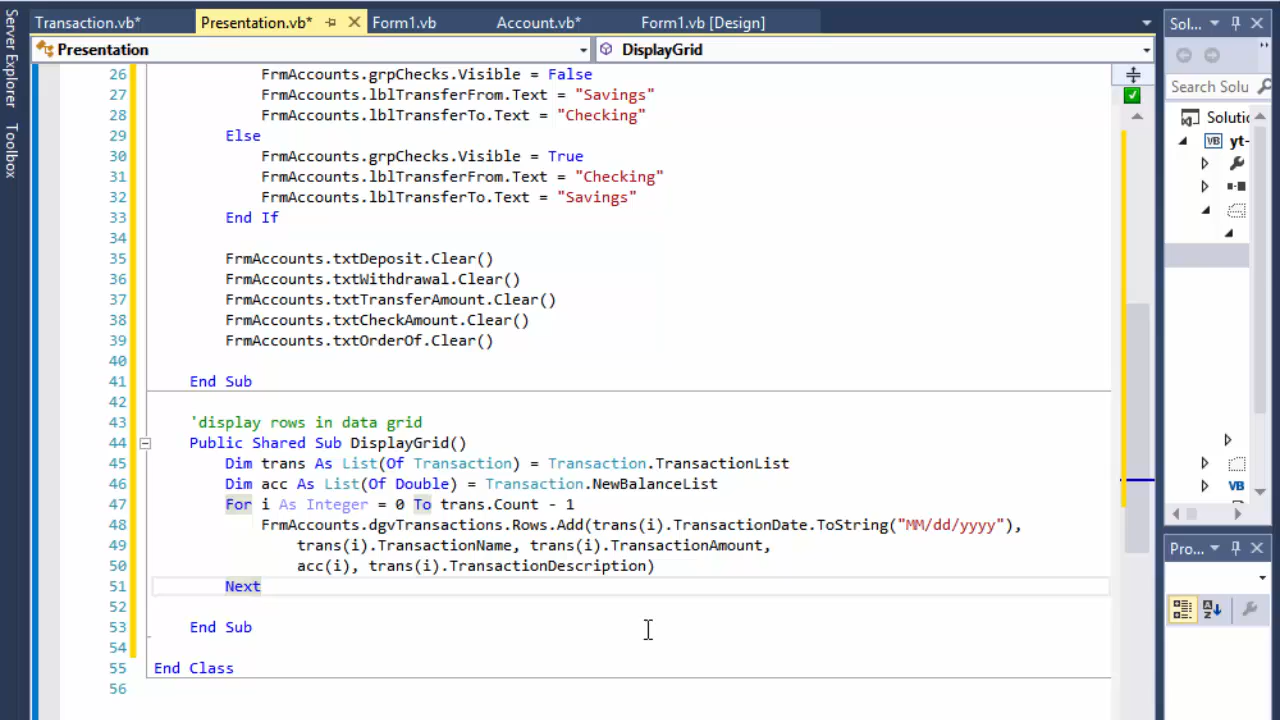 Transaction.vb* Presentation.vb* Form1.vb Account.vb* Form1.vb [Design]
Presentation DisplayGrid
Server Explorer
Toolbox
26 FrmAccounts.grpChecks.Visible = False
27 FrmAccounts.lblTransferFrom.Text = "Savings"
28 FrmAccounts.lblTransferTo.Text = "Checking"
29 Else
30 FrmAccounts.grpChecks.Visible = True
31 FrmAccounts.lblTransferFrom.Text = "Checking"
32 FrmAccounts.lblTransferTo.Text = "Savings"
33 End If
34
35 FrmAccounts.txtDeposit.Clear()
36 FrmAccounts.txtWithdrawal.Clear()
37 FrmAccounts.txtTransferAmount.Clear()
38 FrmAccounts.txtCheckAmount.Clear()
39 FrmAccounts.txtOrderOf.Clear()
40
41 End Sub
42
43 'display rows in data grid
44 Public Shared Sub DisplayGrid()
45 Dim trans As List(Of Transaction) = Transaction.TransactionList
46 Dim acc As List(Of Double) = Transaction.NewBalanceList
47 For i As Integer = 0 To trans.Count - 1
48 FrmAccounts.dgvTransactions.Rows.Add(trans(i).TransactionDate.ToString("MM/dd/yyyy"),
49 trans(i).TransactionName, trans(i).TransactionAmount,
50 acc(i), trans(i).TransactionDescription)
51 Next
52
53 End Sub
54
55 End Class
56
Sol...
Search Solu
Soluti
VB yt-
VB
Pro...